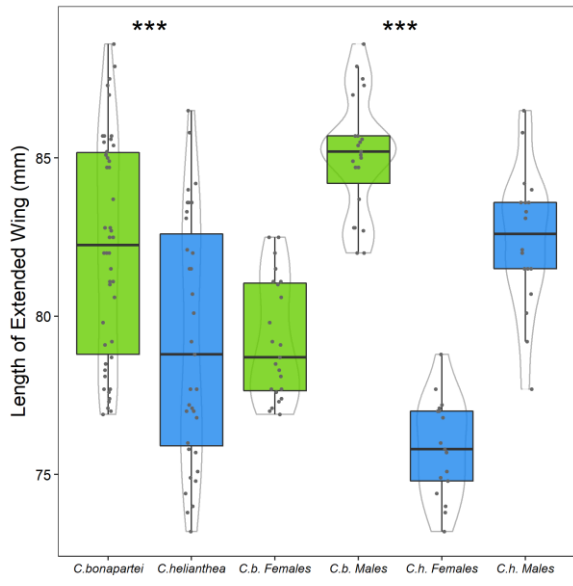 *** ***
Length of Extended Wing (mm)
85
80
75
C.bonapartei C.helianthea C.b. Females C.b. Males C.h. Females C.h. Males